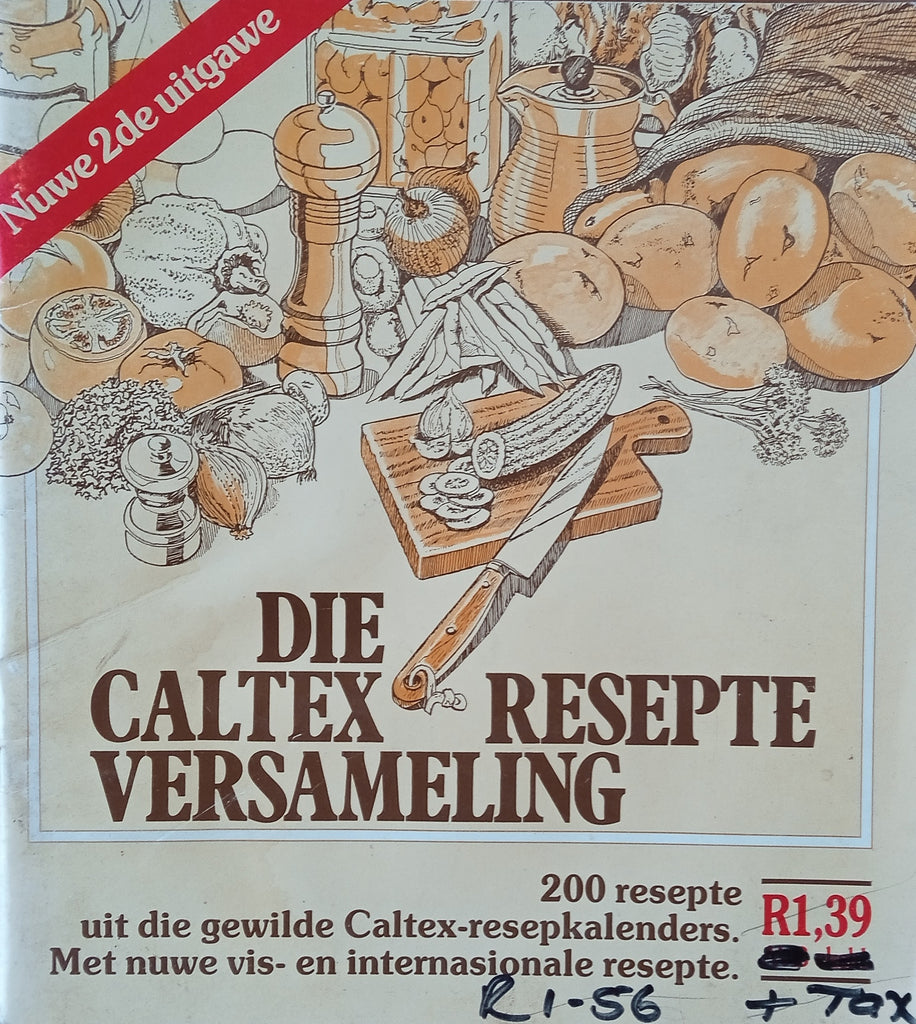 Nuwe 2de uitgawe
DIE
CALTEX RESEPTE
VERSAMELING
200 resepte
uit die gewilde Caltex-resepkalenders.
Met nuwe vis- en internasionale resepte.
R1,39
R 1-56 + Tax